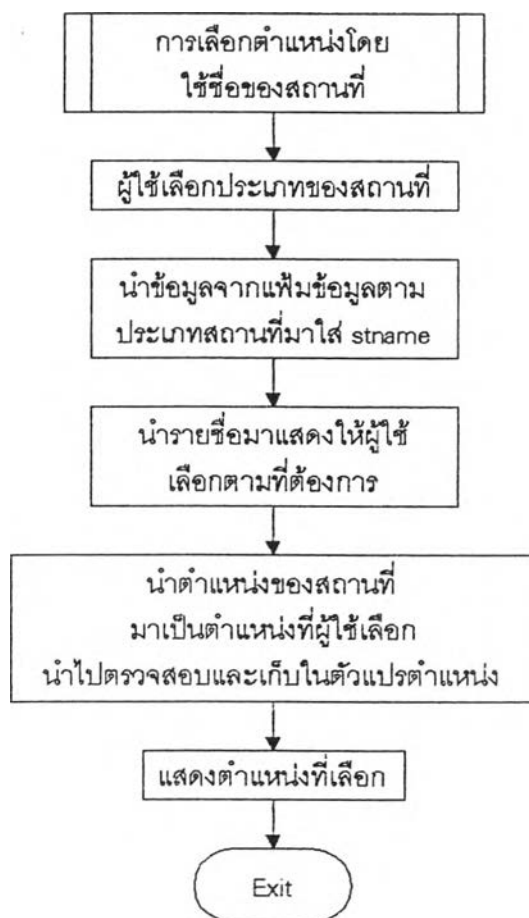 การเลือกตำแหน่งโดย
ใช้ชื่อของสถานที่
ผู้ใช้เลือกประเภทของสถานที่
นำข้อมูลจากแฟ้มข้อมูลตาม
ประเภทสถานที่มาใส่ stname
นำรายชื่อมาแสดงให้ผู้ใช้
เลือกตามที่ต้องการ
นำตำแหน่งของสถานที่
มาเป็นตำแหน่งที่ผู้ใช้เลือก
นำไปตรวจสอบและเก็บในตัวแปรตำแหน่ง
แสดงตำแหน่งที่เลือก
Exit